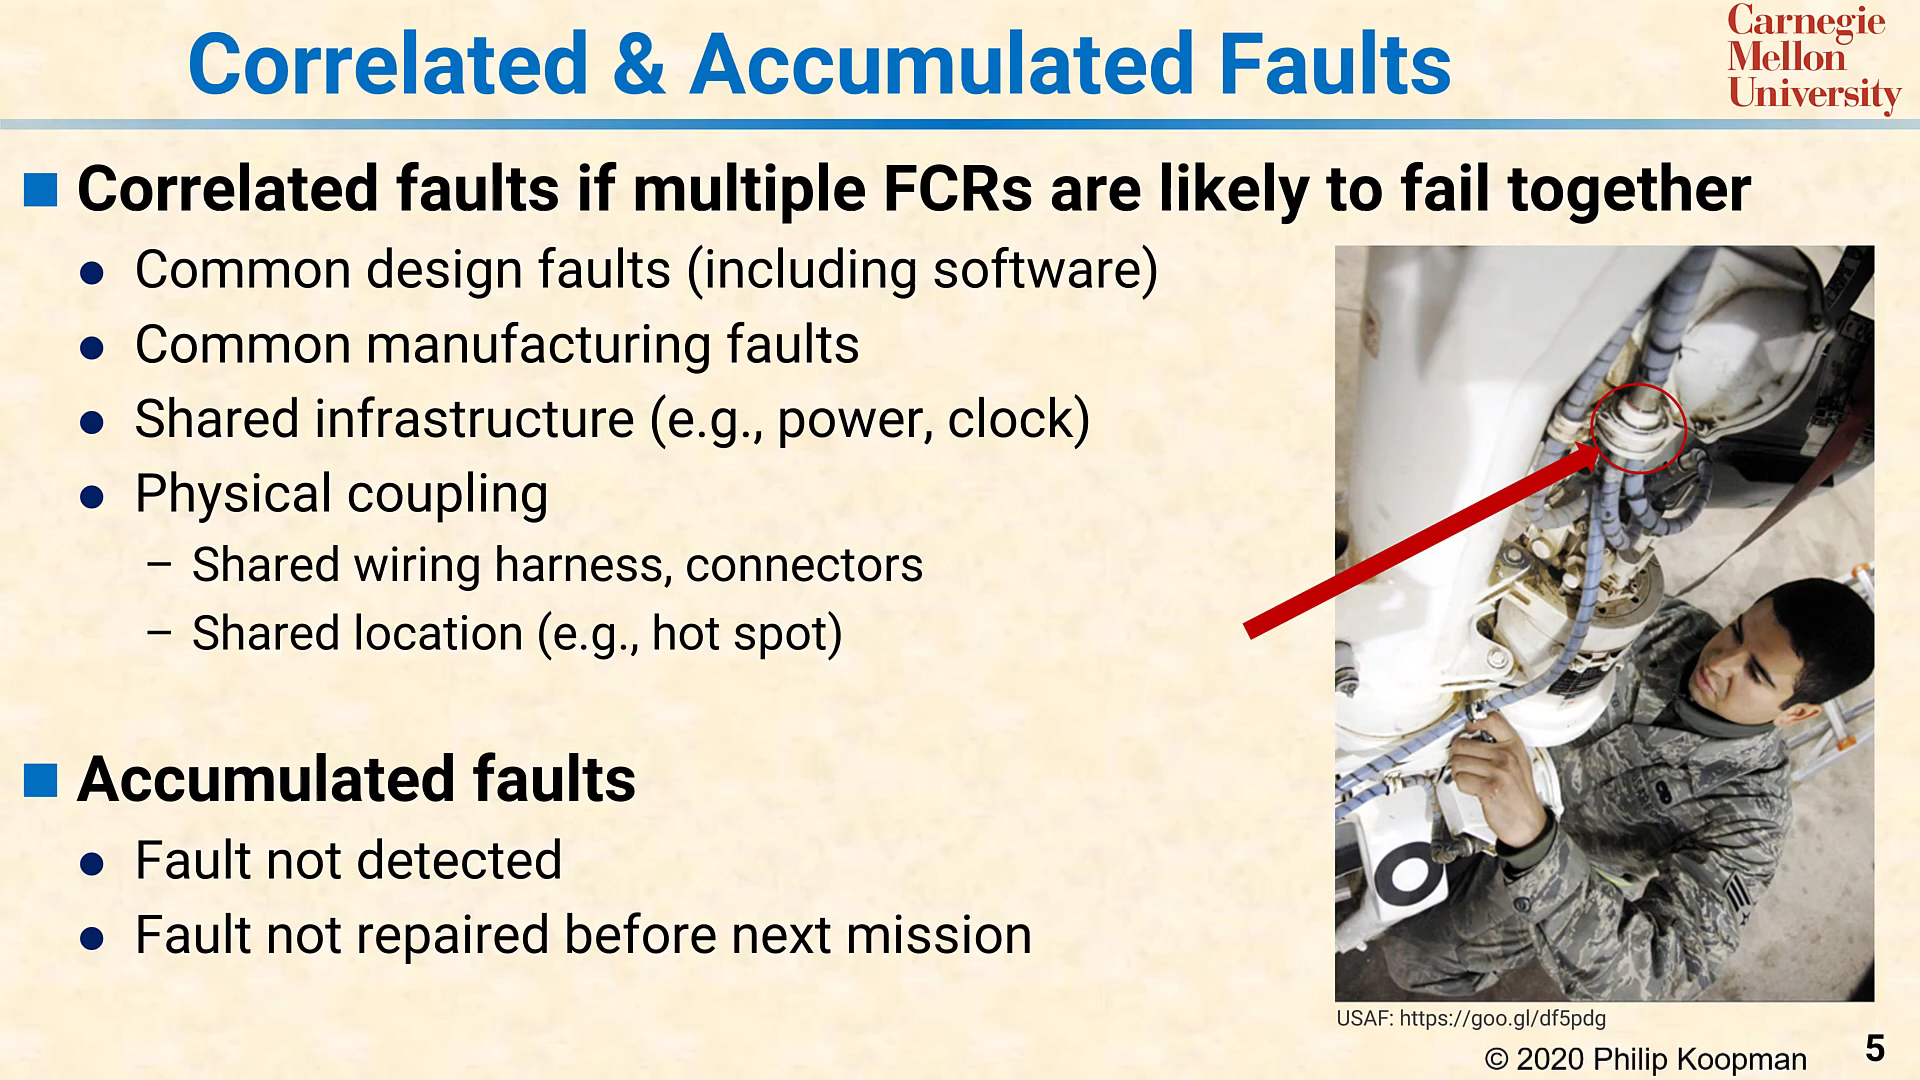 Correlated & Accumulated Faults
Carnegie
Mellon
University
Correlated faults if multiple FCRs are likely to fail together
Common design faults (including software)
Common manufacturing faults
Shared infrastructure (e.g., power, clock)
Physical coupling
– Shared wiring harness, connectors
– Shared location (e.g., hot spot)
Accumulated faults
Fault not detected
Fault not repaired before next mission
USAF: https://goo.gl/df5pdg
© 2020 Philip Koopman
5